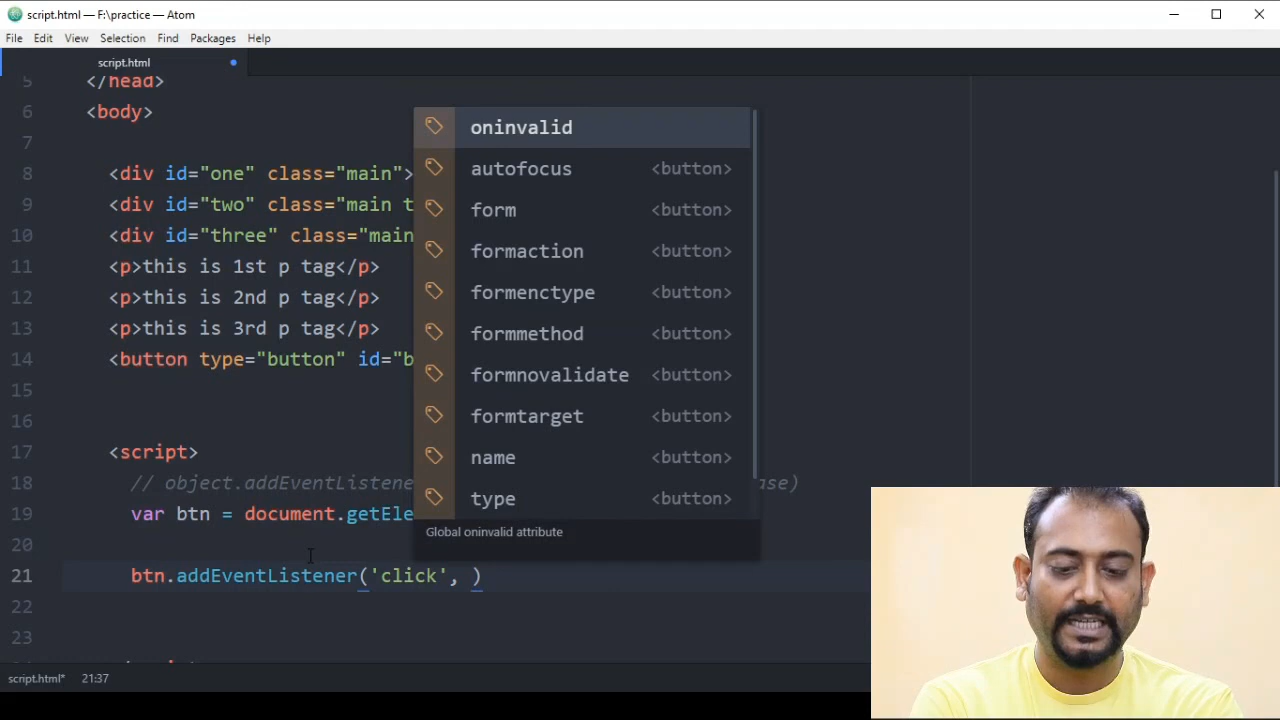 script.html — F:\practice — Atom
File Edit View Selection Find Packages Help
script.html
5 </head>
6 <body>
7
8 <div id="one" class="main">
9 <div id="two" class="main t
10 <div id="three" class="main
11 <p>this is 1st p tag</p>
12 <p>this is 2nd p tag</p>
13 <p>this is 3rd p tag</p>
14 <button type="button" id="b
15
16
17 <script>
18 // object.addEventListene ase)
19 var btn = document.getEle
20
21 btn.addEventListener('click', )
22
23
oninvalid
autofocus <button>
form <button>
formaction <button>
formenctype <button>
formmethod <button>
formnovalidate <button>
formtarget <button>
name <button>
type <button>
Global oninvalid attribute
script.html* 21:37